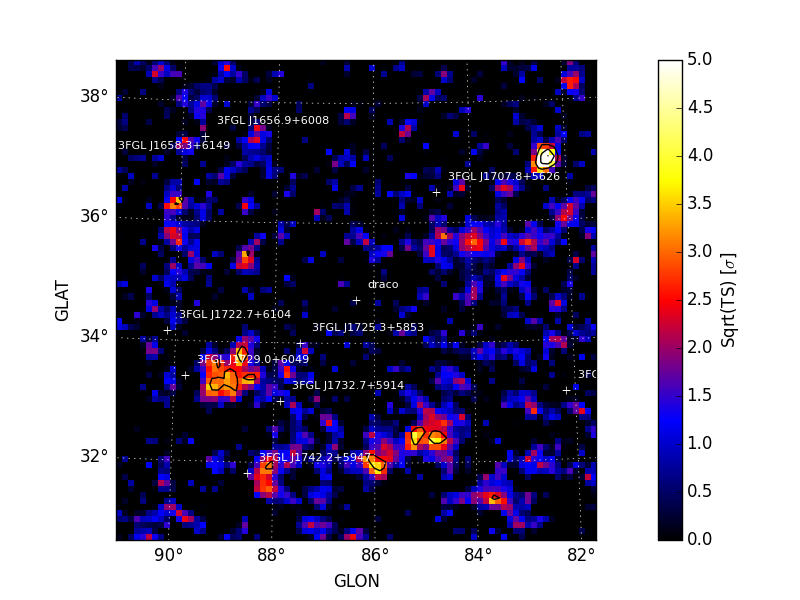 5.0
38°
4.5
3FGL J1656.9+6008
3FGL J1658.3+6149
4.0
3FGL J1707.8+5626
3.5
36°
3.0
draco
GLAT
Sqrt(TS) [σ]
2.5
3FGL J1722.7+6104
3FGL J1725.3+5853
34°
2.0
3FGL J1729.0+6049
3FG
3FGL J1732.7+5914
1.5
1.0
32°
3FGL J1742.2+5947
0.5
0.0
90°
88°
86°
84°
82°
GLON